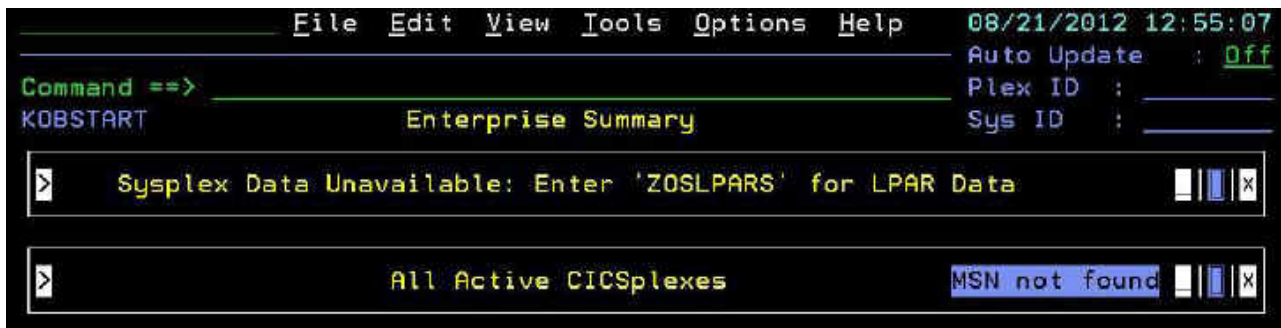 File Edit View Tools Options Help 08/21/2012 12:55:07
Auto Update : Off
Command ==> Plex ID :
KOBSTART Enterprise Summary Sys ID :
> Sysplex Data Unavailable: Enter 'ZOSLPARS' for LPAR Data _ | | |X
> All Active CICSplexes MSN not found _ | | |X